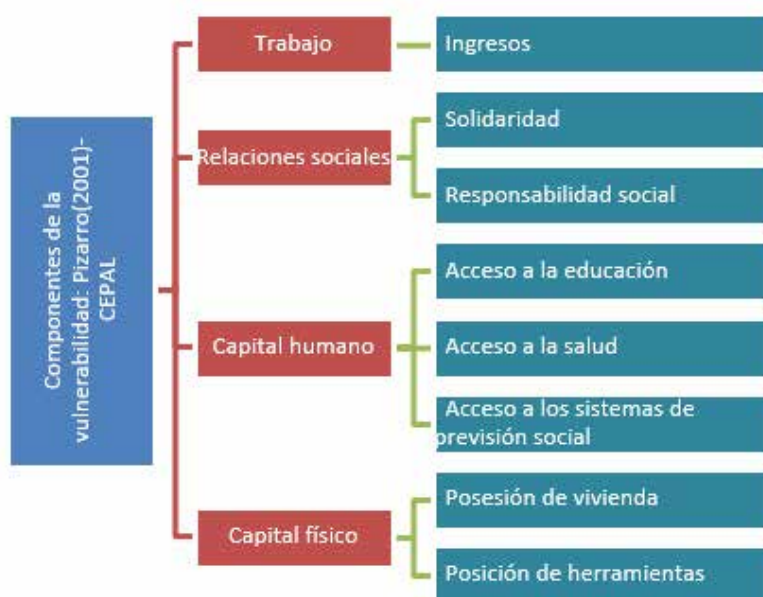 Componentes de la
vulnerabilidad: Pizarro(2001)-
CEPAL
Trabajo
Ingresos
Relaciones sociales
Solidaridad
Responsabilidad social
Capital humano
Acceso a la educación
Acceso a la salud
Acceso a los sistemas de
previsión social
Capital físico
Posesión de vivienda
Posición de herramientas